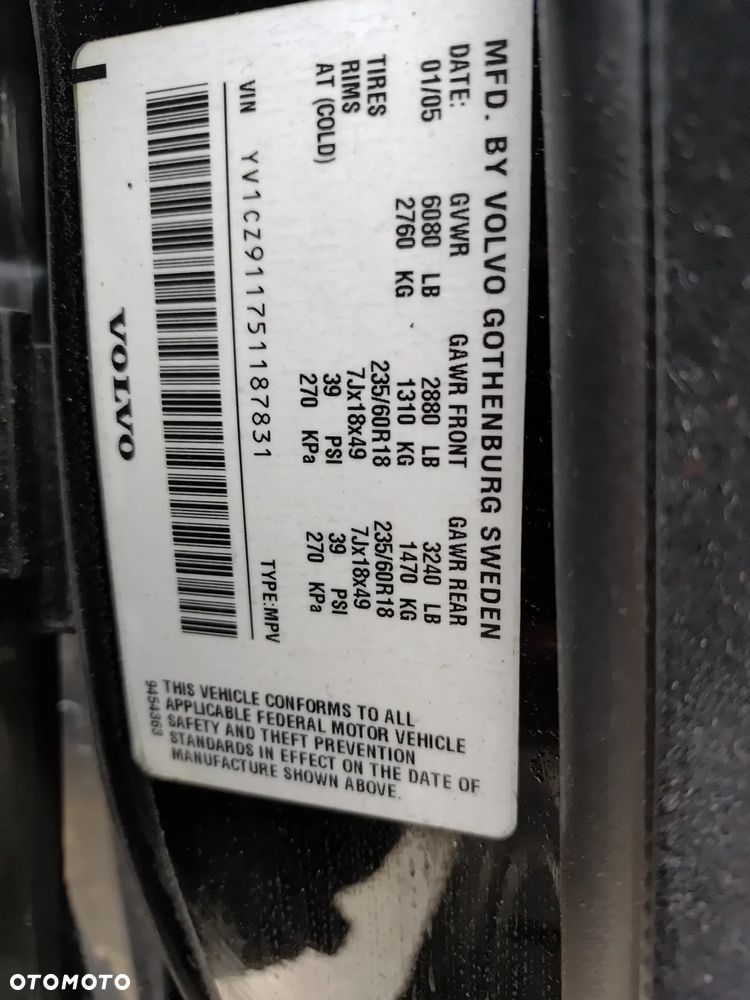 MFD. BY VOLVO GOTHENBURG SWEDEN
DATE: GVWR GAWR FRONT GAWR REAR
01/05 6080 LB 2880 LB 3240 LB
2760 KG 1310 KG 1470 KG
TIRES 235/60R18 235/60R18
RIMS 7Jx18x49 7Jx18x49
AT (COLD) 39 PSI 39 PSI
270 KPa 270 KPa
VIN YV1CZ911751187831 TYPE:MPV
VOLVO
THIS VEHICLE CONFORMS TO ALL
APPLICABLE FEDERAL MOTOR VEHICLE
SAFETY AND THEFT PREVENTION
STANDARDS IN EFFECT ON THE DATE OF
MANUFACTURE SHOWN ABOVE.
9454363
OTOMOTO